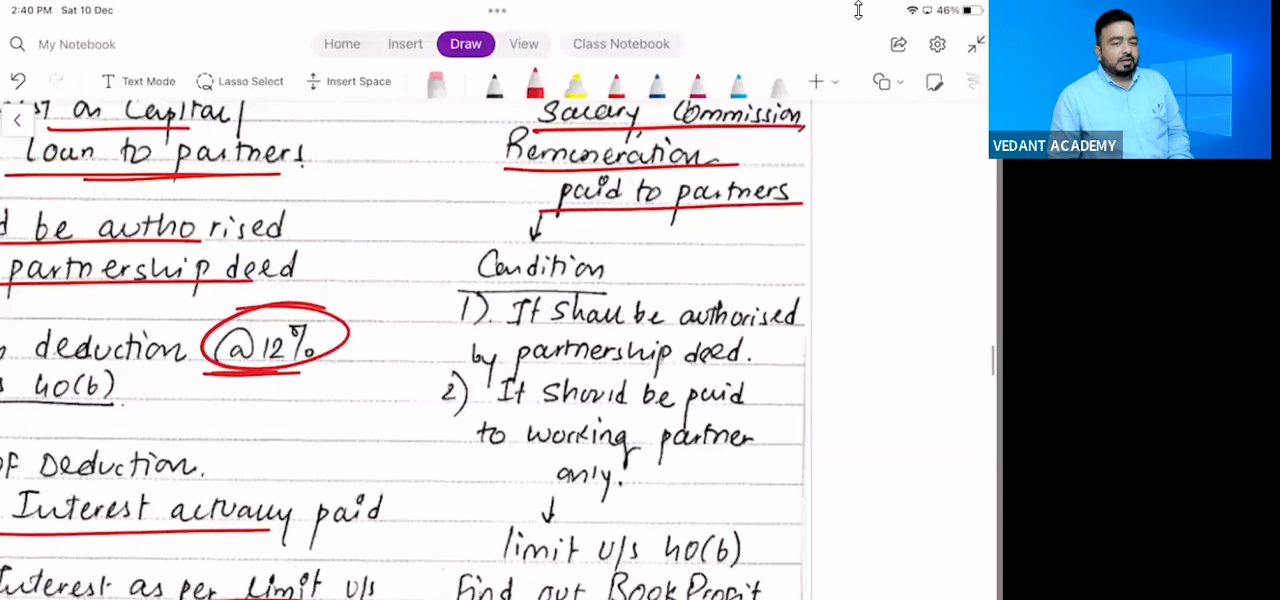 2:40 PM Sat 10 Dec
46%
My Notebook
Home Insert Draw View Class Notebook
Text Mode Lasso Select Insert Space
VEDANT ACADEMY
on Capital
loan to partners.
be authorised
partnership deed
deduction @12%
40(b)
OF Deduction.
Interest actually paid
Interest as per limit u/s
Salary Commission,
Remuneration
paid to partners
Condition
1). It shall be authorised
by partnership deed.
2) It should be paid
to working partner
only.
limit u/s 40(b)
Find out Book Profit